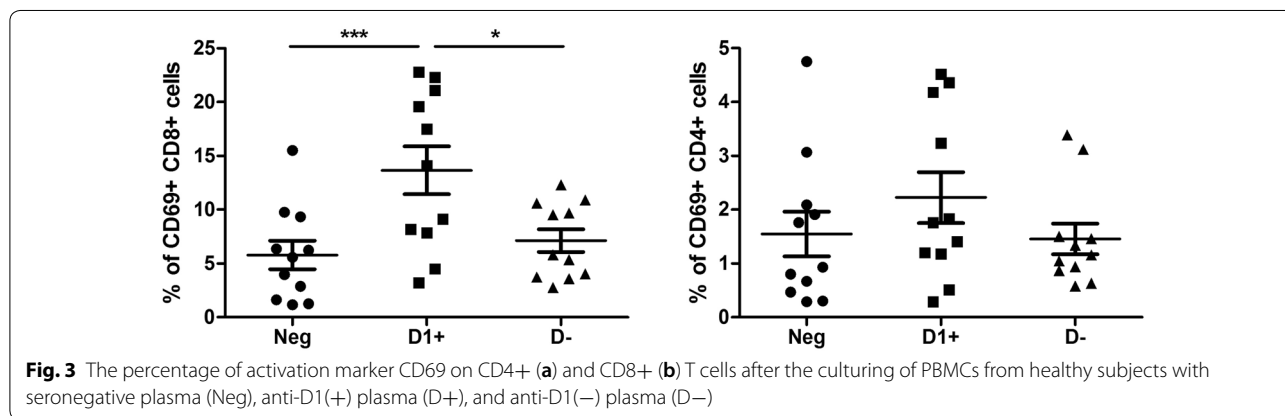 *** *
% of CD69+ CD8+ cells
25
20
15
10
5
0
Neg D1+ D-
% of CD69+ CD4+ cells
5
4
3
2
1
0
Neg D1+ D-
Fig. 3 The percentage of activation marker CD69 on CD4+ (a) and CD8+ (b) T cells after the culturing of PBMCs from healthy subjects with
seronegative plasma (Neg), anti-D1(+) plasma (D+), and anti-D1(−) plasma (D−)